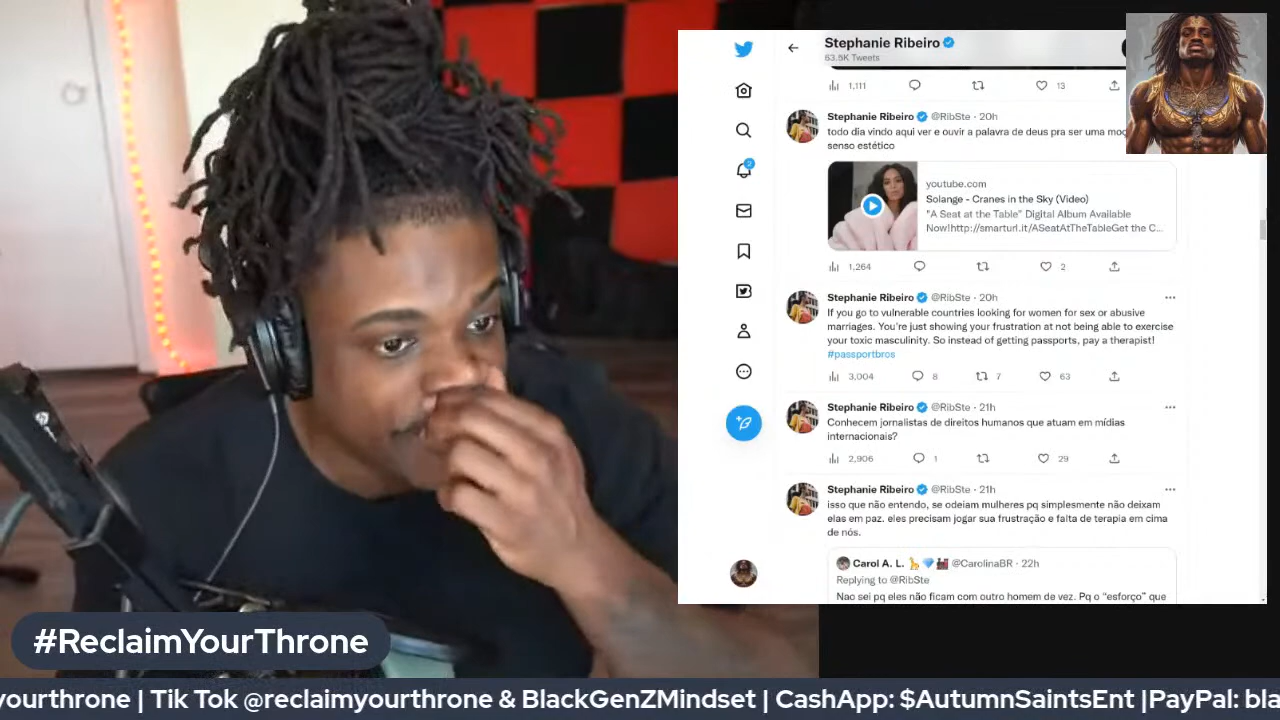 Stephanie Ribeiro
63.5K Tweets
1,111
13
Stephanie Ribeiro @RibSte · 20h
todo dia vindo aqui ver e ouvir a palavra de deus pra ser uma
senso estético
youtube.com
Solange - Cranes in the Sky (Video)
"A Seat at the Table" Digital Album Available
Now!http://smarturl.it/ASeatAtTheTableGet the C...
1,264
2
2
Stephanie Ribeiro @RibSte · 20h
If you go to vulnerable countries looking for women for sex or abusive
marriages. You're just showing your frustration at not being able to exercise
your toxic masculinity. So instead of getting passports, pay a therapist!
#passportbros
3,004
8
7
63
Stephanie Ribeiro @RibSte · 21h
Conhecem jornalistas de direitos humanos que atuam em mídias
internacionais?
2,906
1
29
Stephanie Ribeiro @RibSte · 21h
isso que não entendo, se odeiam mulheres pq simplesmente não deixam
elas em paz. eles precisam jogar sua frustração e falta de terapia em cima
de nós.
Carol A. L. @CarolinaBR · 22h
Replying to @RibSte
Nao sei pq eles não ficam com outro homem de vez. Pq o "esforço" que
#ReclaimYourThrone
yourthrone | Tik Tok @reclaimyourthrone & BlackGenZMindset | CashApp: $AutumnSaintsEnt |PayPal: bla